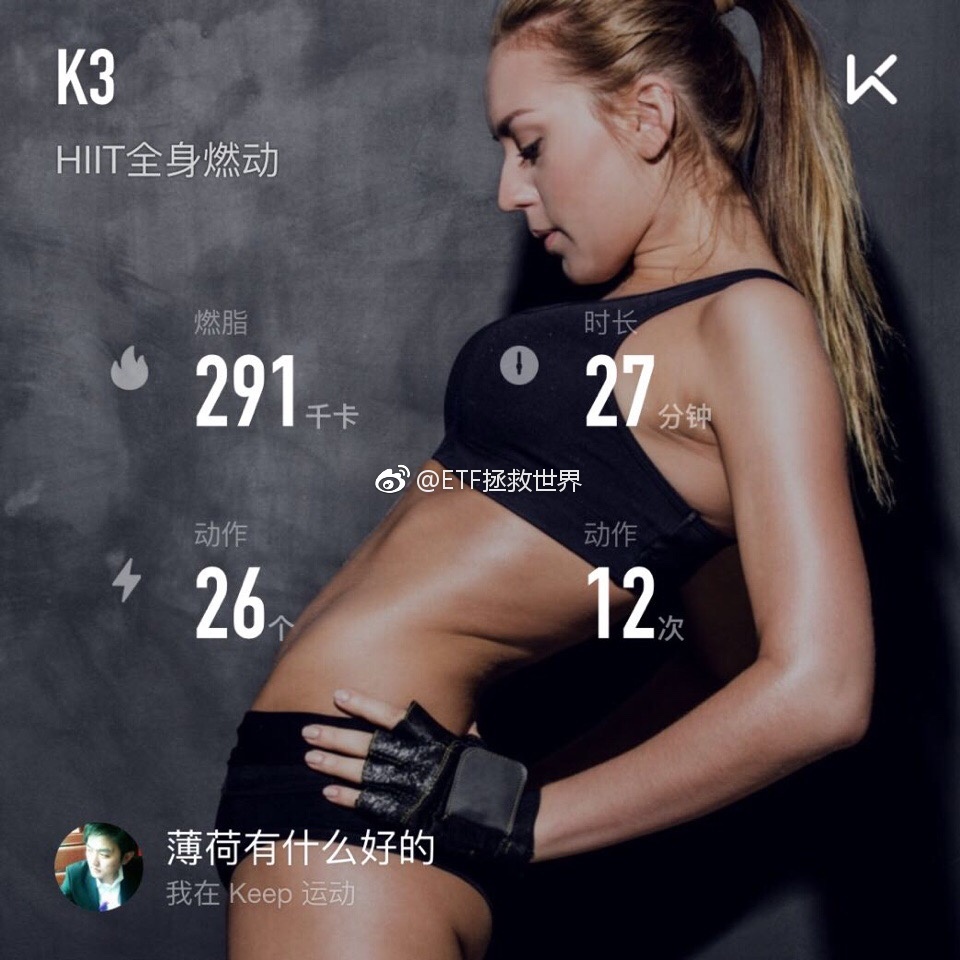 K3
HIIT全身燃动
燃脂
291千卡
时长
27分钟
@ETF拯救世界
动作
26个
动作
12次
薄荷有什么好的
我在 Keep 运动